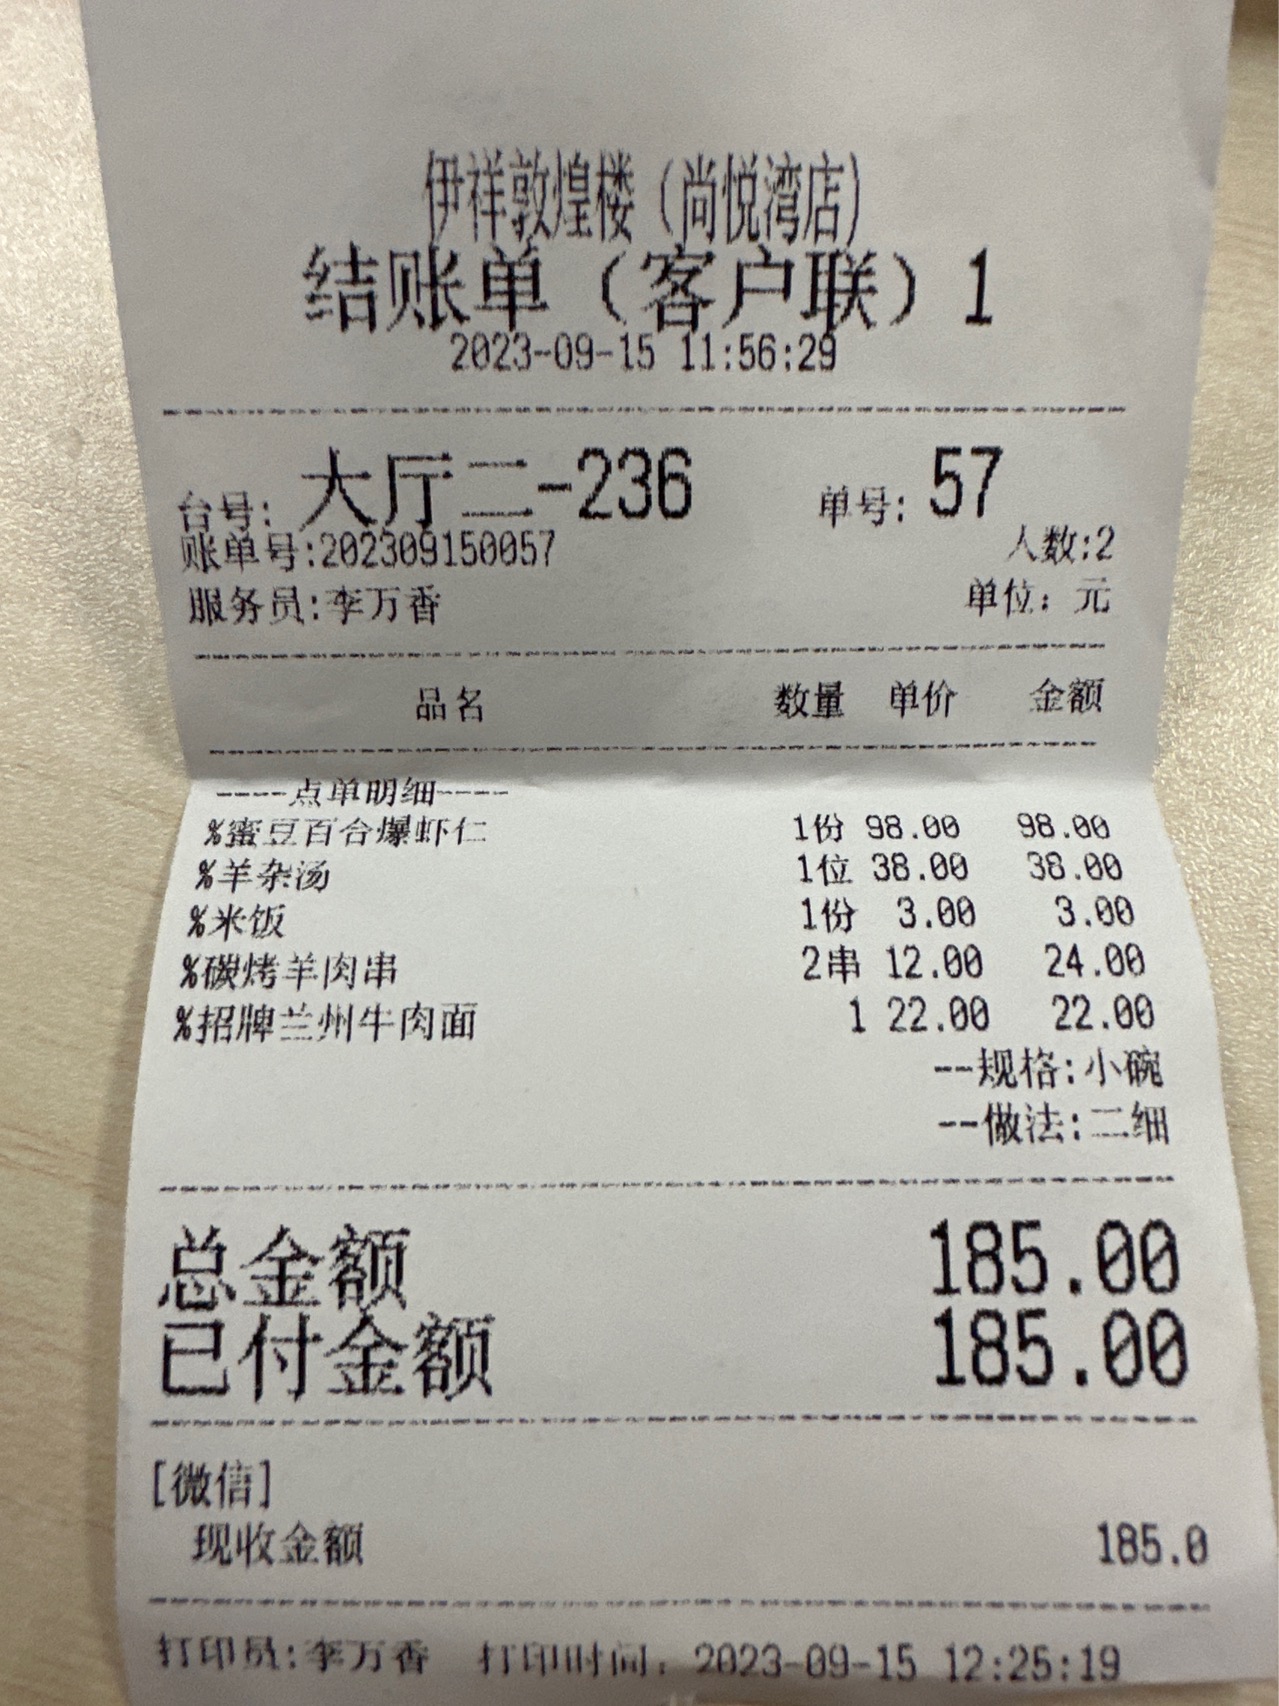 伊祥敦煌楼（尚悦湾店）
结账单（客户联）1
2023-09-15 11:56:29
台号: 大厅二-236 单号: 57
账单号:202309150057 人数:2
服务员:李万香 单位: 元
品名 数量 单价 金额
----点单明细----
%蜜豆百合爆虾仁 1份 98.00 98.00
%羊杂汤 1位 38.00 38.00
%米饭 1份 3.00 3.00
%碳烤羊肉串 2串 12.00 24.00
%招牌兰州牛肉面 1 22.00 22.00
--规格:小碗
--做法:二细
总金额 185.00
已付金额 185.00
[微信]
现收金额 185.0
打印员:李万香 打印时间: 2023-09-15 12:25:19